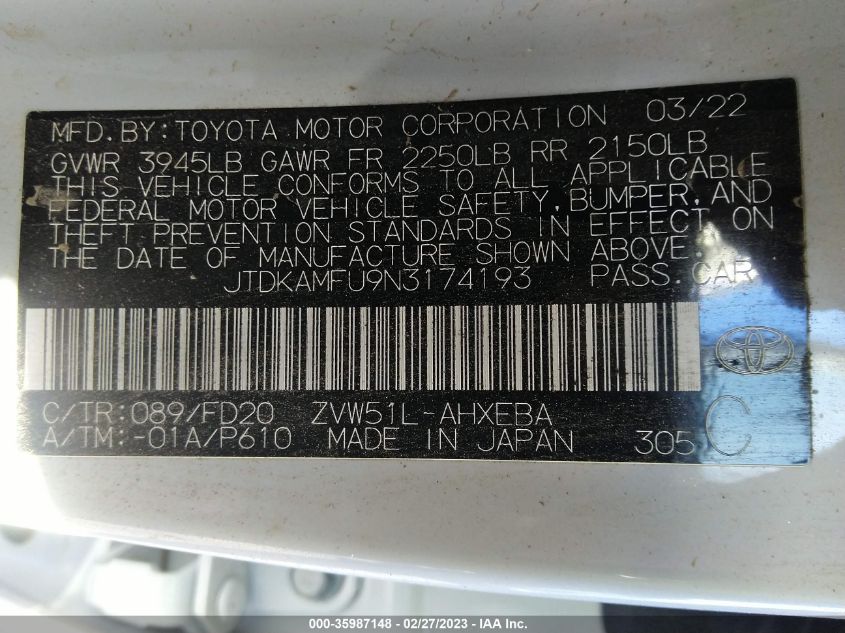 MFD.BY:TOYOTA MOTOR CORPORATION 03/22
GVWR 3945LB GAWR FR 2250LB RR 2150LB
THIS VEHICLE CONFORMS TO ALL APPLICABLE
FEDERAL MOTOR VEHICLE SAFETY,BUMPER,AND
THEFT PREVENTION STANDARDS IN EFFECT ON
THE DATE OF MANUFACTURE SHOWN ABOVE.
JTDKAMFU9N3174193 PASS.CAR
C/TR:089/FD20 ZVW51L-AHXEBA
A/TM:-01A/P610 MADE IN JAPAN 305 C
000-35987148 - 02/27/2023 - IAA Inc.